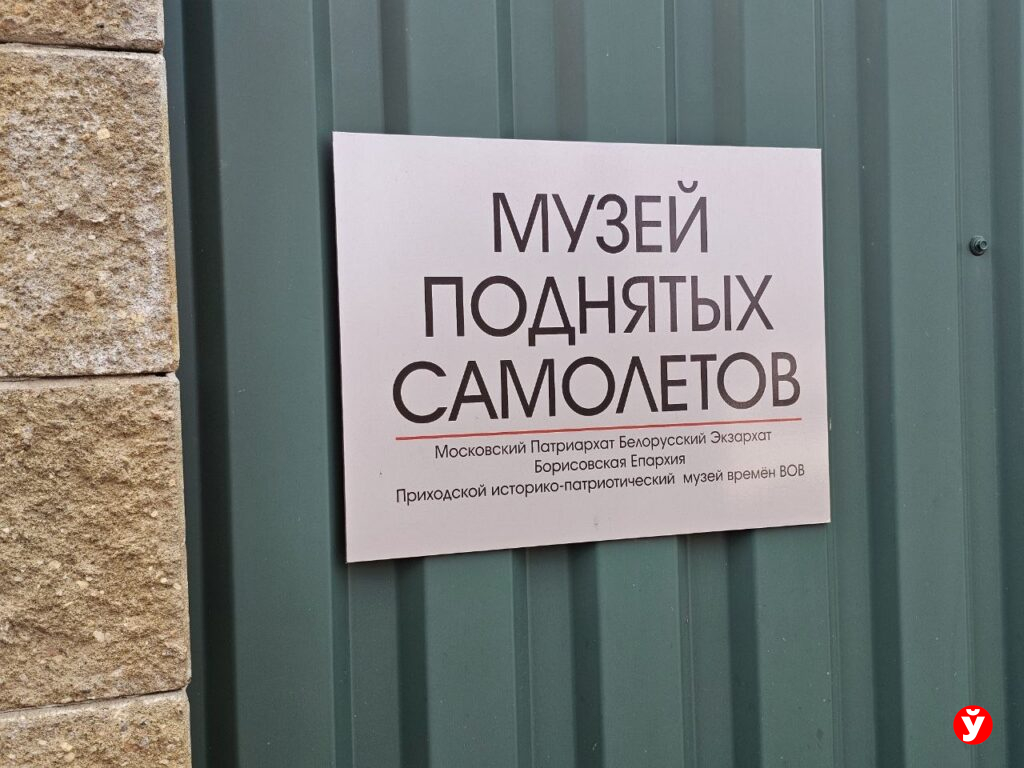 МУЗЕЙ
ПОДНЯТЫХ
САМОЛЕТОВ
Московский Патриархат Белорусский Экзархат
Борисовская Епархия
Приходской историко-патриотический музей времён ВОВ
ў